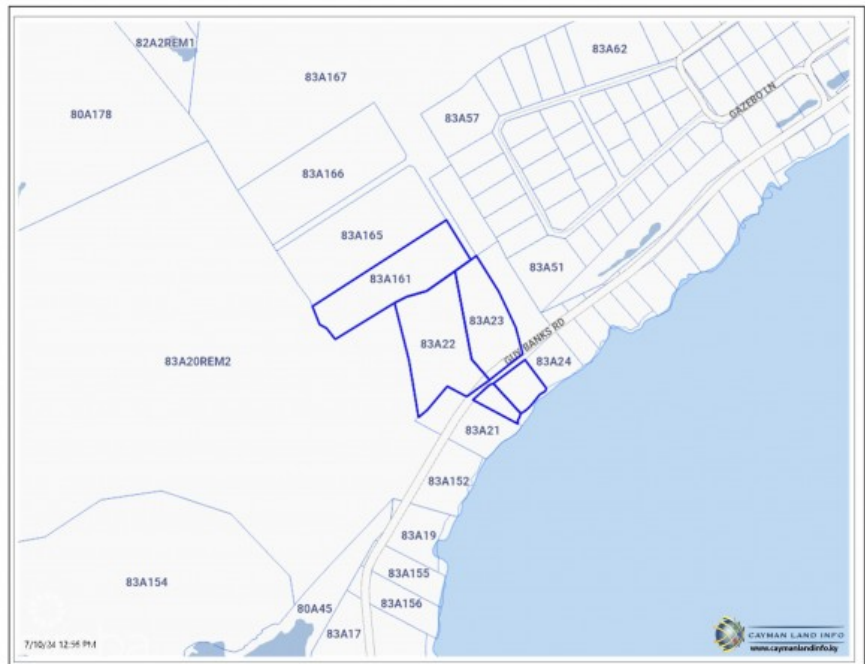 82A2REM1
83A62
83A167
80A178
83A57
GAZEBO LN
83A166
83A165
83A161
83A51
83A23
83A22
GUY BANKS RD
83A24
83A20REM2
83A21
83A152
83A19
83A155
83A154
80A45
83A156
83A17
7/10/24 12:56 PM
CAYMAN LAND INFO
www.caymanlandinfo.ky